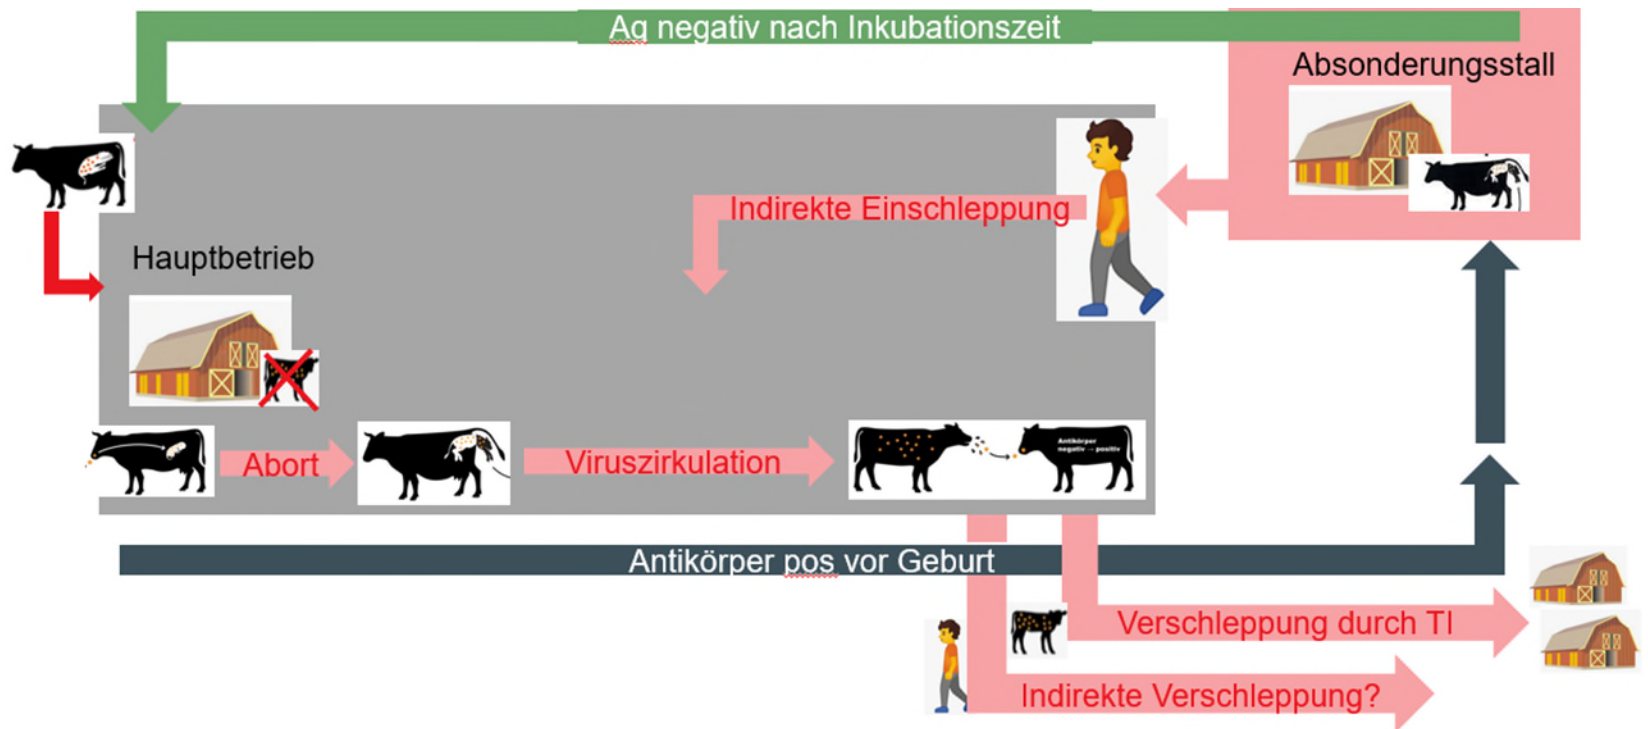 Ag negativ nach Inkubationszeit
Absonderungsstall
Indirekte Einschleppung
Hauptbetrieb
Abort
Viruszirkulation
Antikörper
negativ → positiv
Antikörper pos vor Geburt
Verschleppung durch TI
Indirekte Verschleppung?